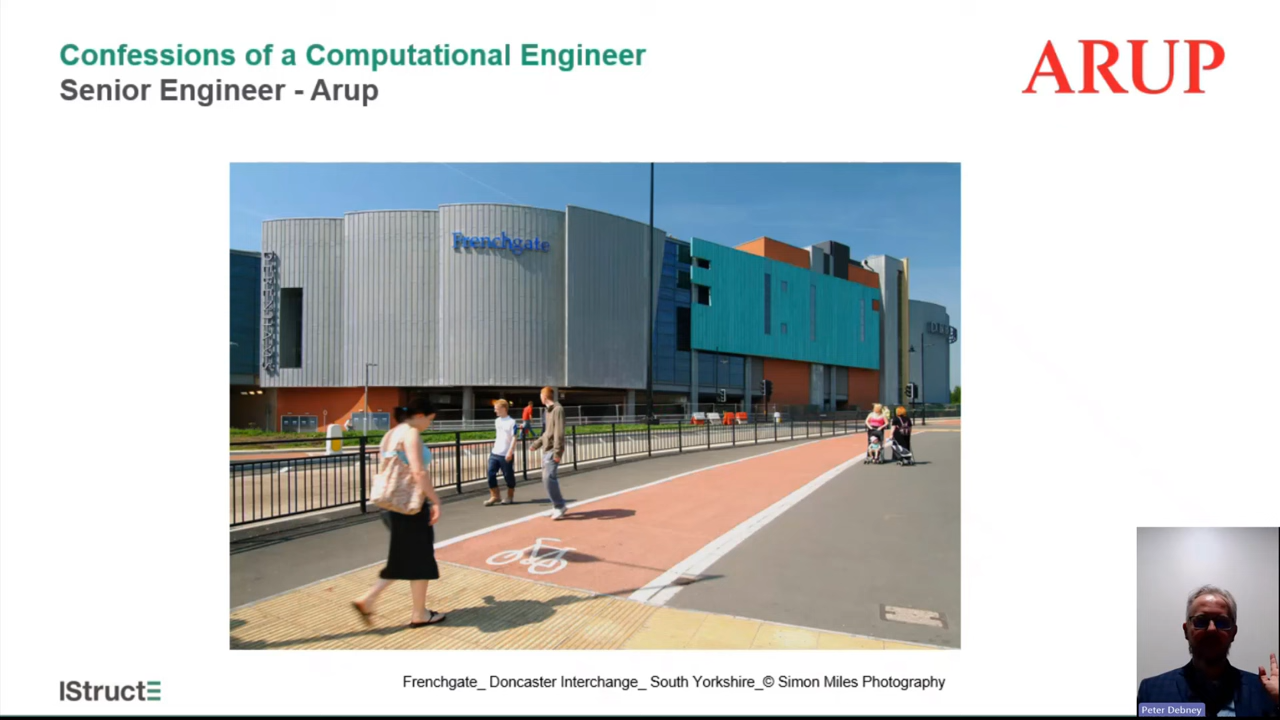 Confessions of a Computational Engineer
Senior Engineer - Arup
ARUP
Frenchgate
Frenchgate_ Doncaster Interchange_ South Yorkshire_© Simon Miles Photography
IStructE
Peter Debney